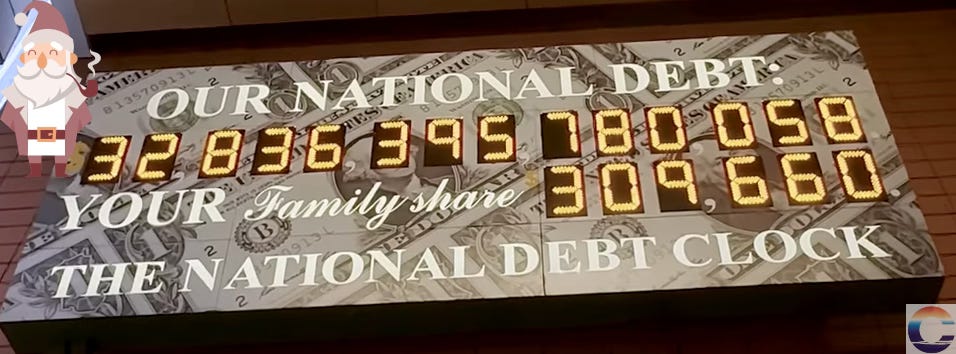 OUR NATIONAL DEBT:
32 836 395 780 058
YOUR Family share 309,660
THE NATIONAL DEBT CLOCK